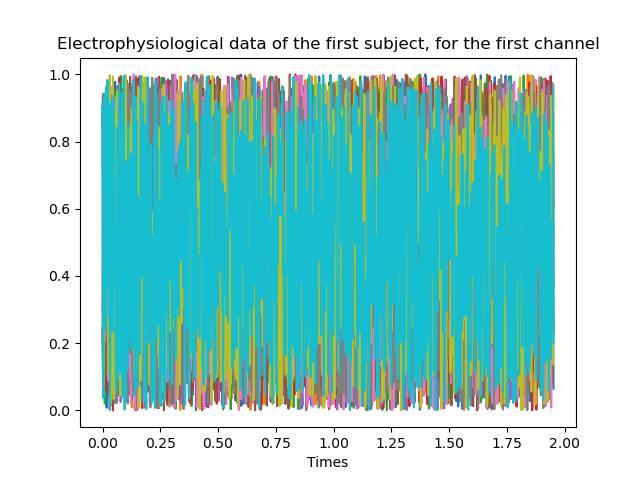 Electrophysiological data of the first subject, for the first channel
1.0
0.8
0.6
0.4
0.2
0.0
0.00 0.25 0.50 0.75 1.00 1.25 1.50 1.75 2.00
Times